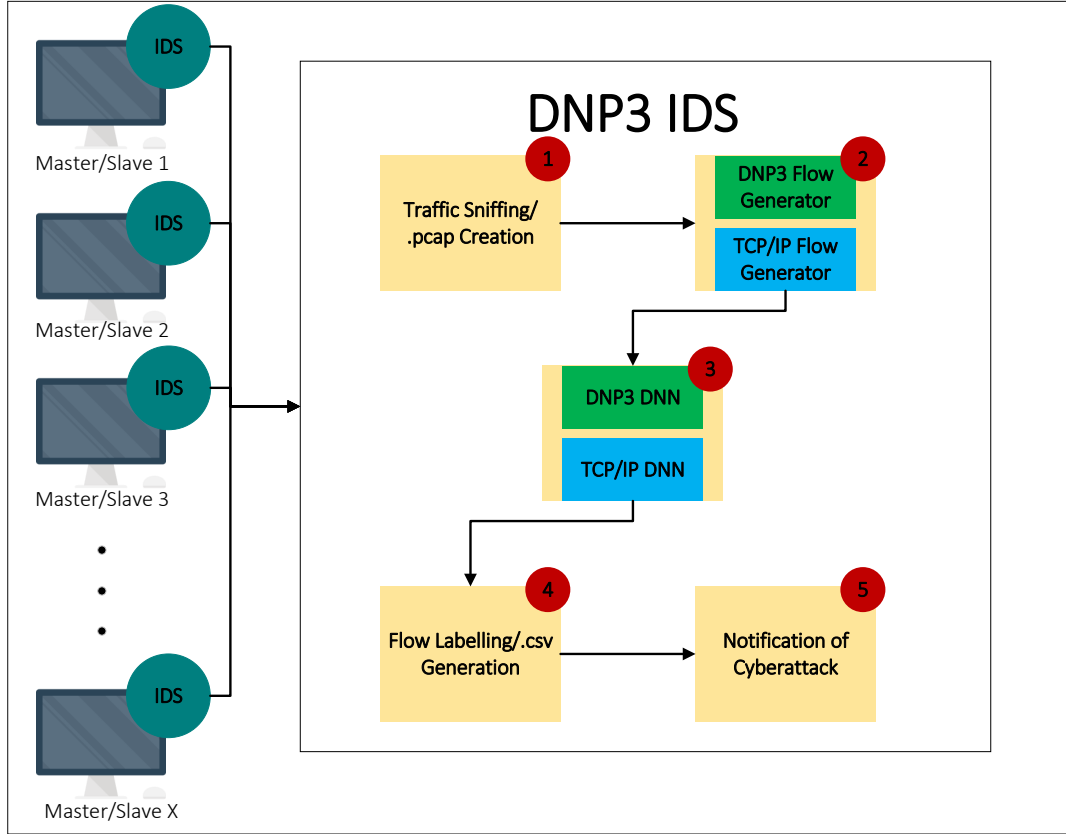 IDS
Master/Slave 1
IDS
Master/Slave 2
IDS
Master/Slave 3
IDS
Master/Slave X
DNP3 IDS
1
Traffic Sniffing/
.pcap Creation
2
DNP3 Flow
Generator
TCP/IP Flow
Generator
3
DNP3 DNN
TCP/IP DNN
4
Flow Labelling/.csv
Generation
5
Notification of
Cyberattack